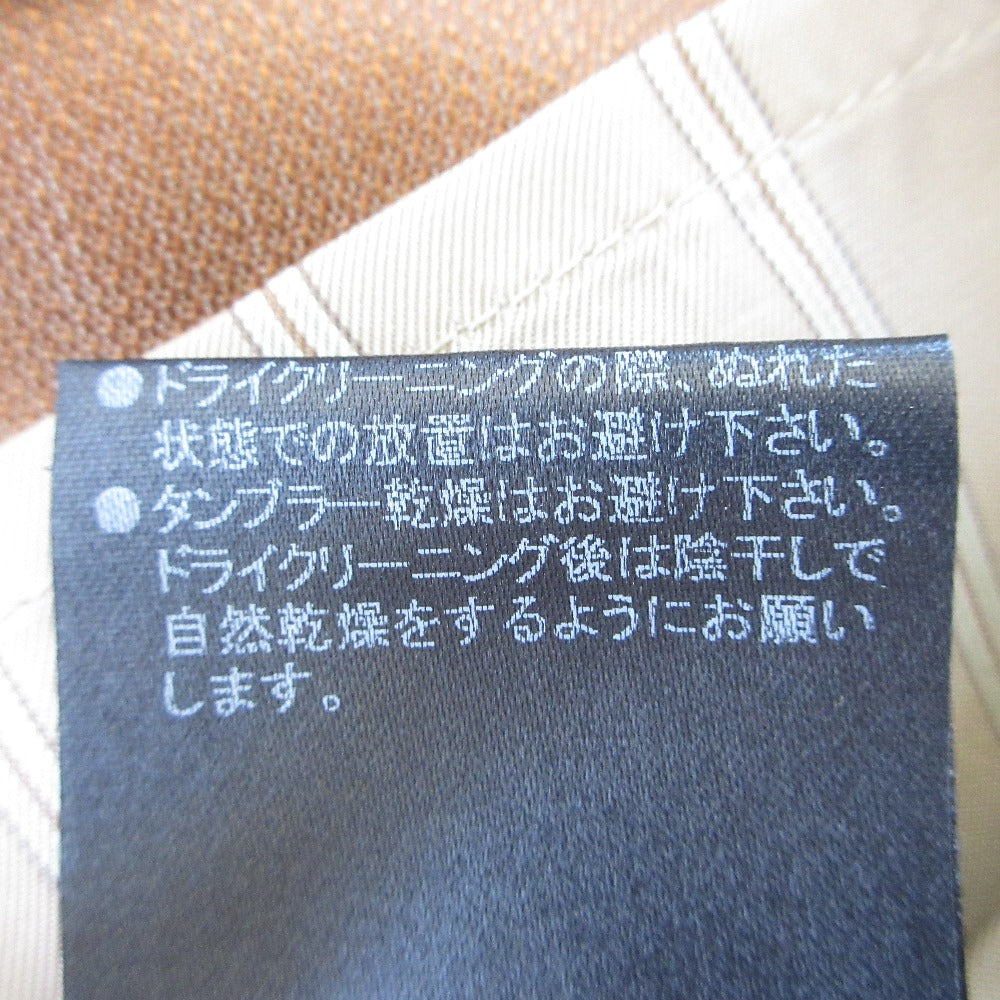 ●ドライクリーニングの際、ぬれた
状態での放置はお避け下さい。
●タンブラー乾燥はお避け下さい。
ドライクリーニング後は陰干しで
自然乾燥をするようにお願い
します。